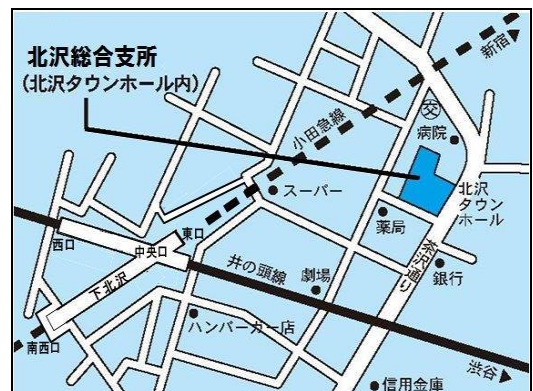 北沢総合支所
(北沢タウンホール内)
新宿
小田急線
交
病院
スーパー
北沢
タウン
ホール
薬局
東口
西口
中央口
茶沢通り
井の頭線
劇場
銀行
下北沢
ハンバーガー店
南西口
渋谷
信用金庫